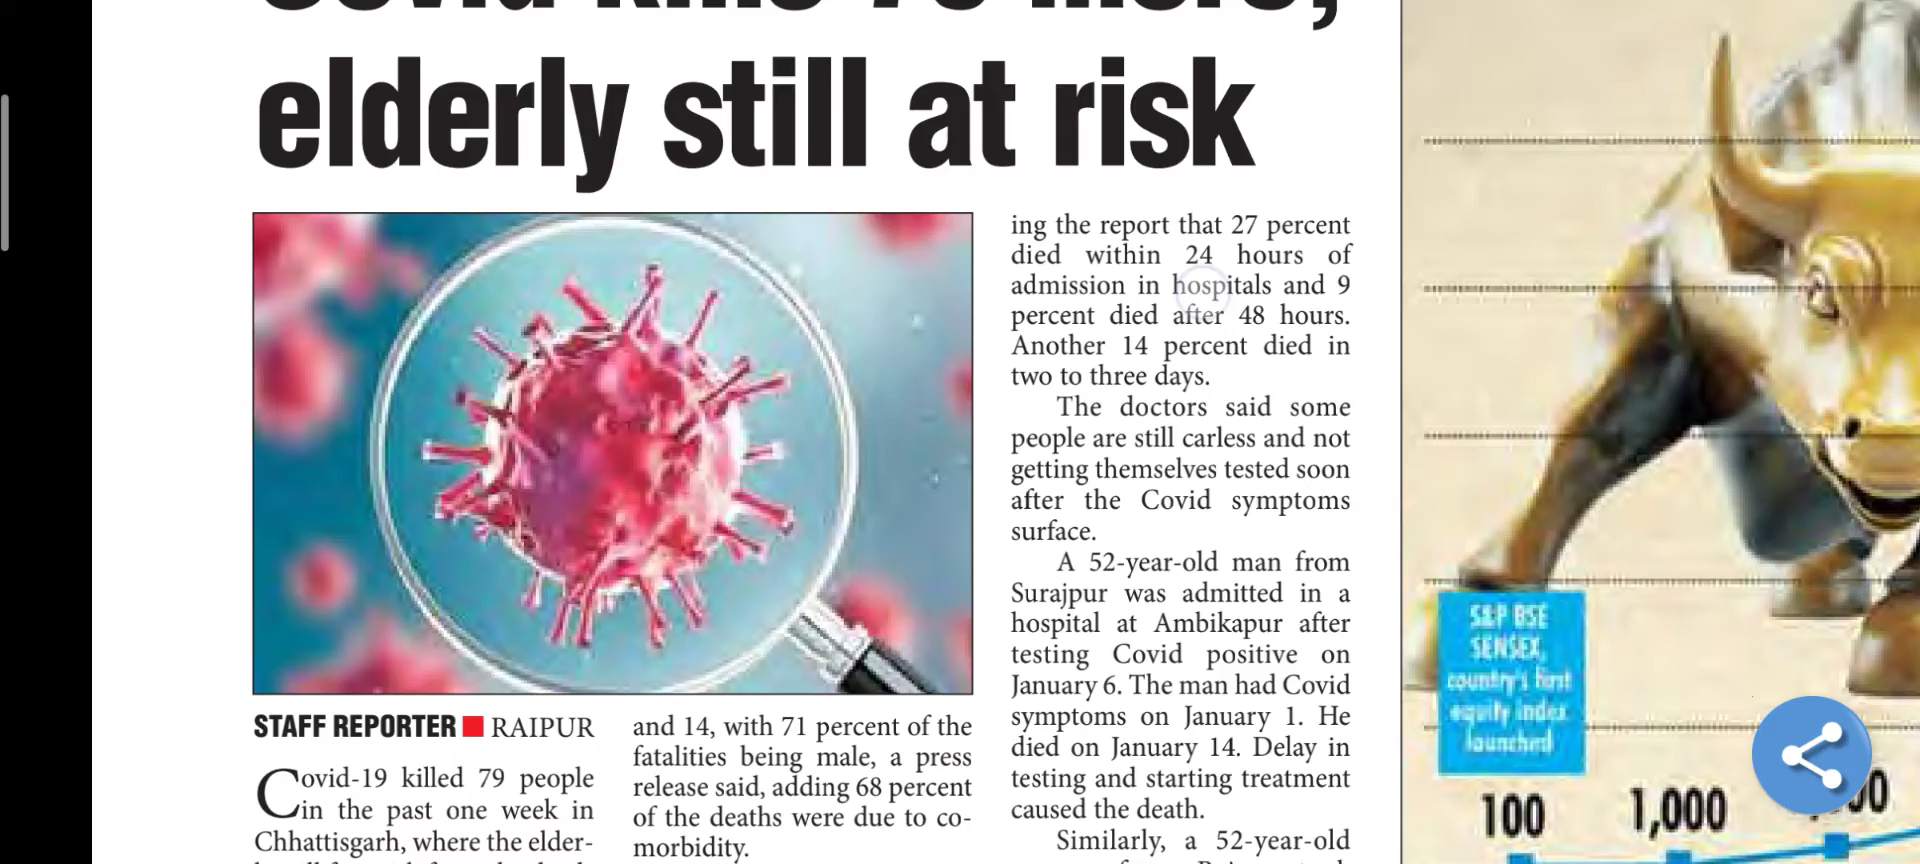 elderly still at risk
STAFF REPORTER ■ RAIPUR
Covid-19 killed 79 people
in the past one week in
Chhattisgarh, where the elder-
and 14, with 71 percent of the
fatalities being male, a press
release said, adding 68 percent
of the deaths were due to co-
morbidity.
ing the report that 27 percent
died within 24 hours of
admission in hospitals and 9
percent died after 48 hours.
Another 14 percent died in
two to three days.
The doctors said some
people are still carless and not
getting themselves tested soon
after the Covid symptoms
surface.
A 52-year-old man from
Surajpur was admitted in a
hospital at Ambikapur after
testing Covid positive on
January 6. The man had Covid
symptoms on January 1. He
died on January 14. Delay in
testing and starting treatment
caused the death.
Similarly, a 52-year-old
S&P BSE
SENSEX,
country's first
equity index
launched
100
1,000